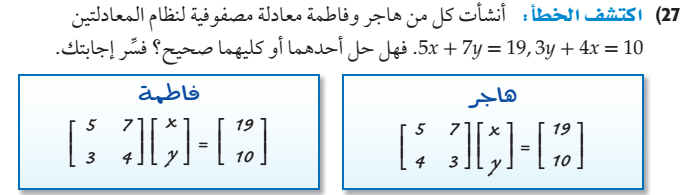 27) اكتشف الخطأ: أنشأت كل من هاجر وفاطمة معادلة مصفوفية لنظام المعادلتين
5x + 7y = 19, 3y + 4x = 10. فهل حل أحدهما أو كليهما صحيح؟ فسِّر إجابتك.
هاجر
[5 7] [x] = [19]
[4 3] [y] = [10]
فاطمة
[5 7] [x] = [19]
[3 4] [y] = [10]